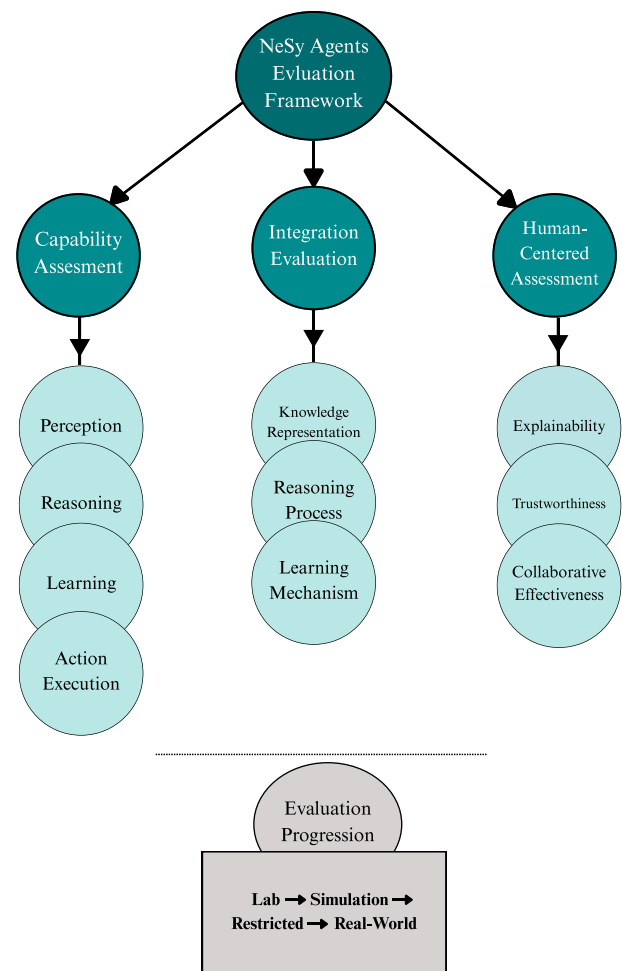 NeSy Agents
Evluation
Framework
Capability
Assesment
Integration
Evaluation
Human-
Centered
Assessment
Perception
Reasoning
Learning
Action
Execution
Knowledge
Representation
Reasoning
Process
Learning
Mechanism
Explainability
Trustworthiness
Collaborative
Effectiveness
Evaluation
Progression
Lab → Simulation →
Restricted → Real-World